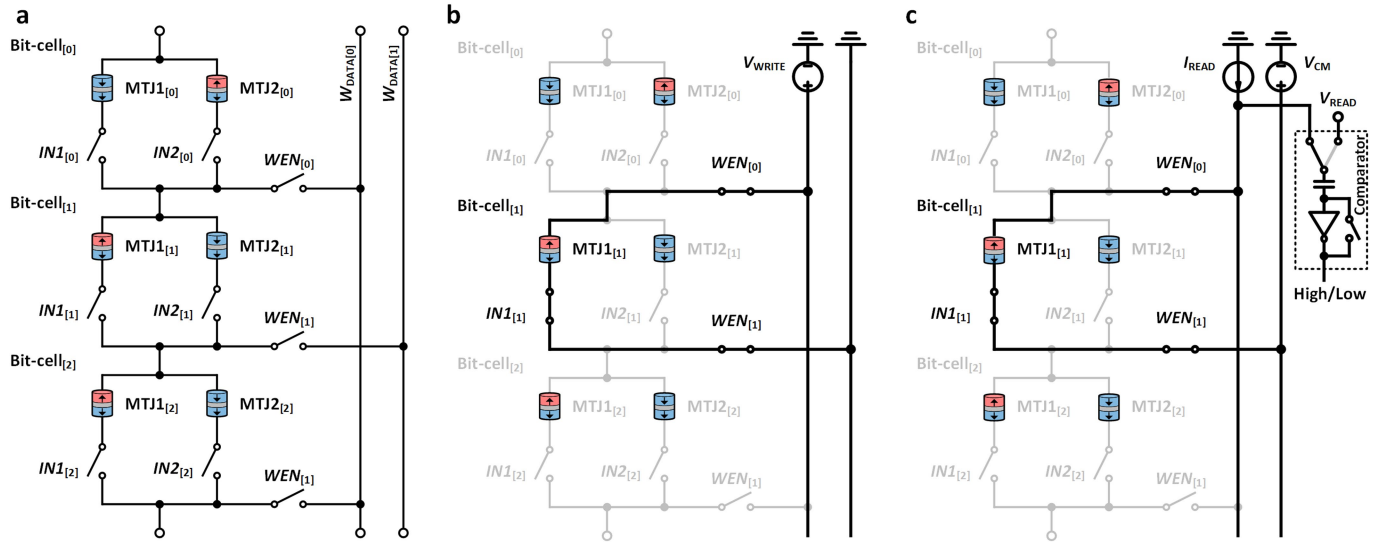 a
Bit-cell[0]
MTJ1[0]
MTJ2[0]
WDATA[0]
WDATA[1]
IN1[0]
IN2[0]
WEN[0]
Bit-cell[1]
MTJ1[1]
MTJ2[1]
IN1[1]
IN2[1]
WEN[1]
Bit-cell[2]
MTJ1[2]
MTJ2[2]
IN1[2]
IN2[2]
WEN[1]
b
Bit-cell[0]
VWRITE
MTJ1[0]
MTJ2[0]
IN1[0]
IN2[0]
WEN[0]
Bit-cell[1]
MTJ1[1]
MTJ2[1]
IN1[1]
IN2[1]
WEN[1]
Bit-cell[2]
MTJ1[2]
MTJ2[2]
IN1[2]
IN2[2]
WEN[1]
c
Bit-cell[0]
IREAD
VCM
MTJ1[0]
MTJ2[0]
VREAD
IN1[0]
IN2[0]
WEN[0]
Comparator
Bit-cell[1]
MTJ1[1]
MTJ2[1]
High/Low
IN1[1]
IN2[1]
WEN[1]
Bit-cell[2]
MTJ1[2]
MTJ2[2]
IN1[2]
IN2[2]
WEN[1]